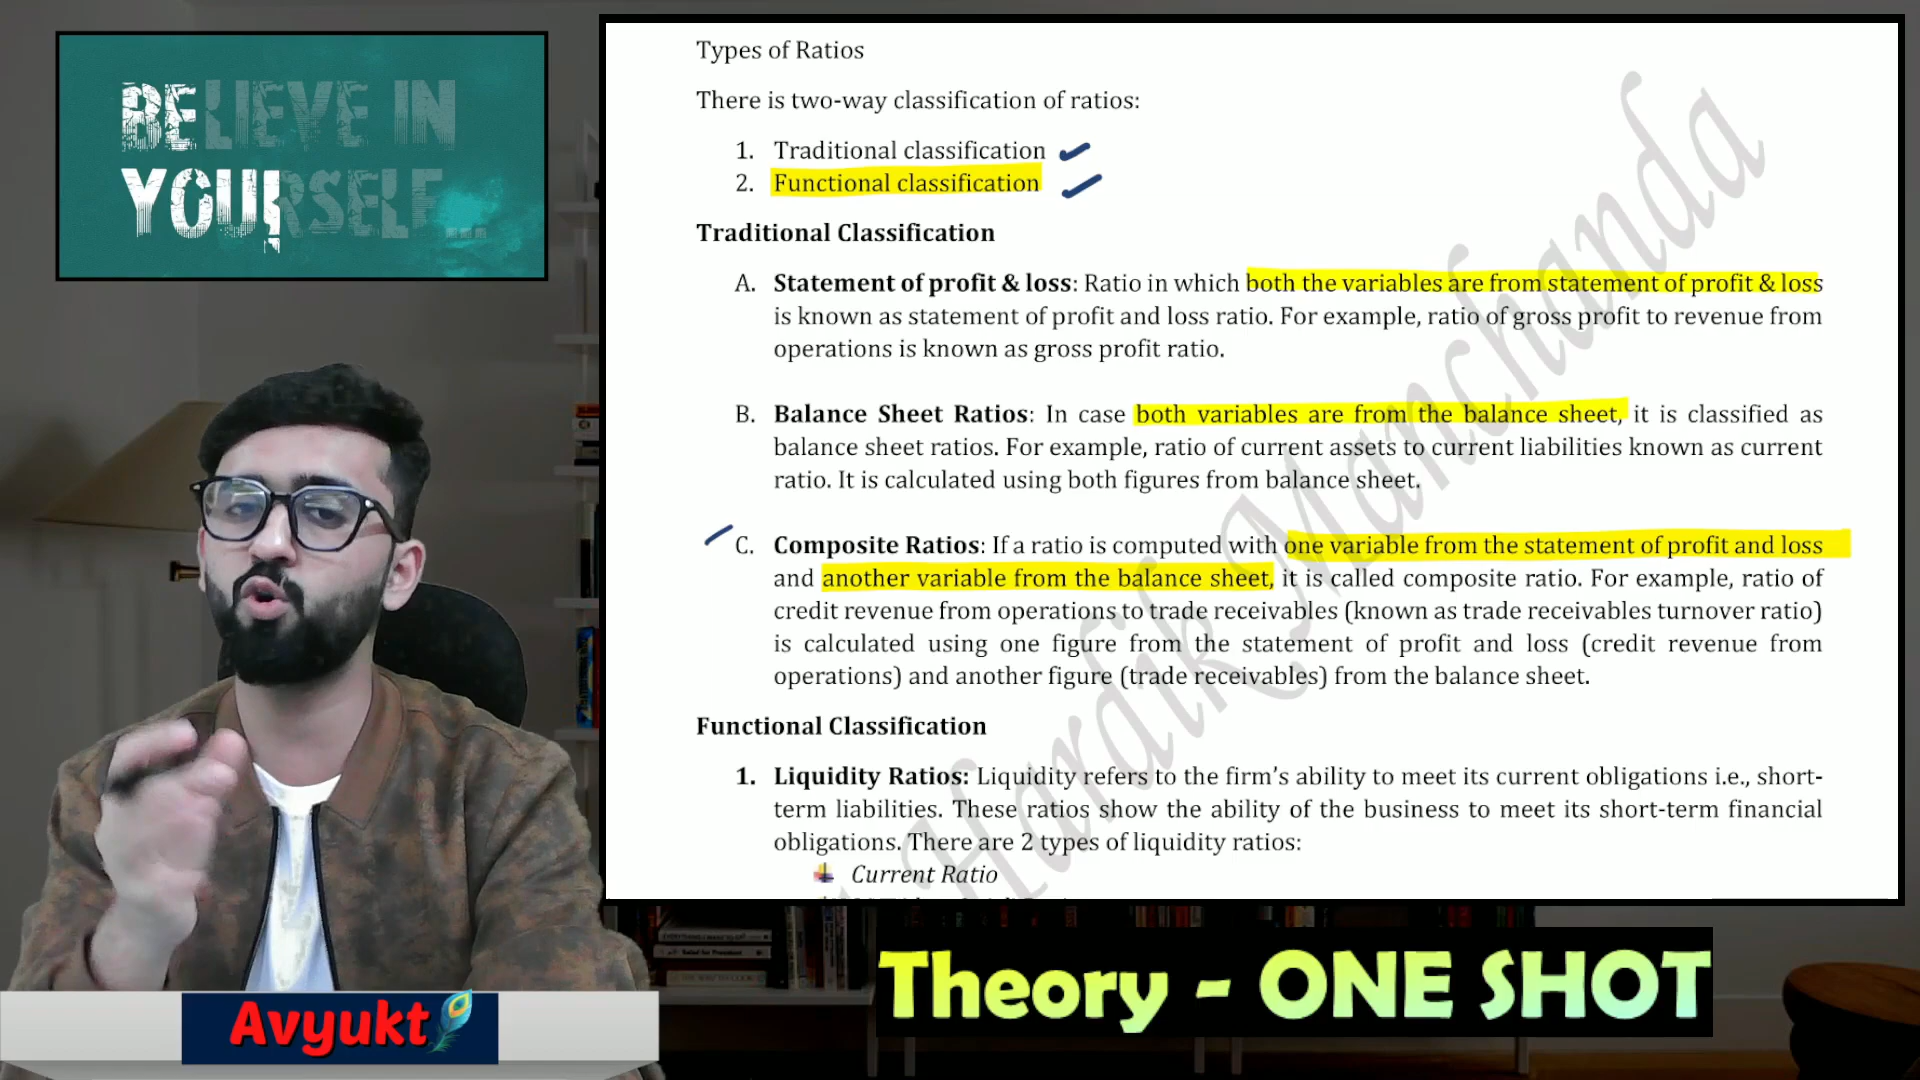 BELIEVE IN
YOURSELF...
Types of Ratios
There is two-way classification of ratios:
1. Traditional classification
2. Functional classification
Traditional Classification
A. Statement of profit & loss: Ratio in which both the variables are from statement of profit & loss
is known as statement of profit and loss ratio. For example, ratio of gross profit to revenue from
operations is known as gross profit ratio.
B. Balance Sheet Ratios: In case both variables are from the balance sheet, it is classified as
balance sheet ratios. For example, ratio of current assets to current liabilities known as current
ratio. It is calculated using both figures from balance sheet.
C. Composite Ratios: If a ratio is computed with one variable from the statement of profit and loss
and another variable from the balance sheet, it is called composite ratio. For example, ratio of
credit revenue from operations to trade receivables (known as trade receivables turnover ratio)
is calculated using one figure from the statement of profit and loss (credit revenue from
operations) and another figure (trade receivables) from the balance sheet.
Functional Classification
1. Liquidity Ratios: Liquidity refers to the firm's ability to meet its current obligations i.e., short-
term liabilities. These ratios show the ability of the business to meet its short-term financial
obligations. There are 2 types of liquidity ratios:
Current Ratio
Hardik Manchanda
Theory - ONE SHOT
Avyukt